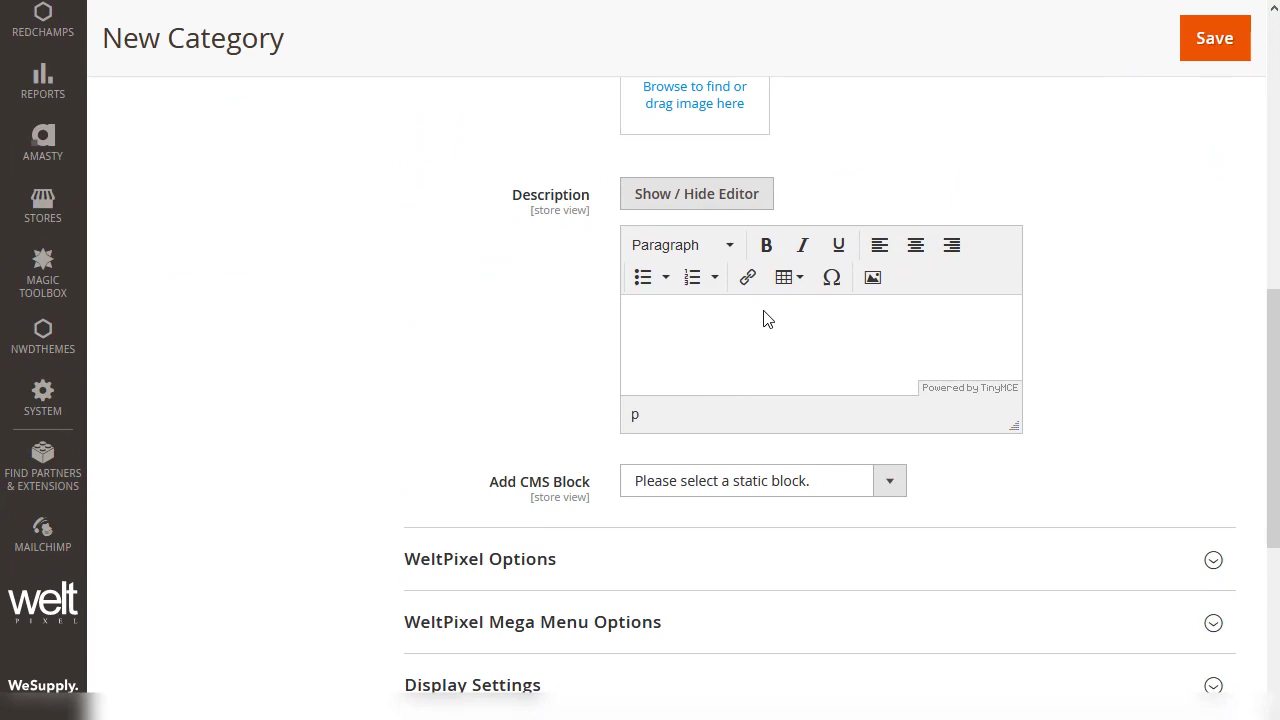 New Category
Save
REDCHAMPS
REPORTS
AMASTY
STORES
MAGIC
TOOLBOX
NWDTHEMES
SYSTEM
FIND PARTNERS
& EXTENSIONS
MAILCHIMP
welt
PIXEL
WeSupply.
Browse to find or
drag image here
Description
[store view]
Show / Hide Editor
Paragraph
B I U
Powered by TinyMCE
p
Add CMS Block
[store view]
Please select a static block.
WeltPixel Options
WeltPixel Mega Menu Options
Display Settings